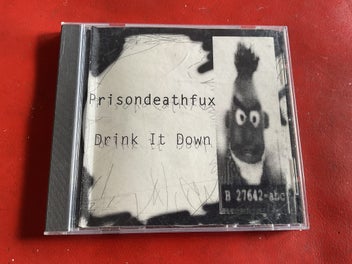 Prisondeathfux
Drink It Down
B 27642-abc